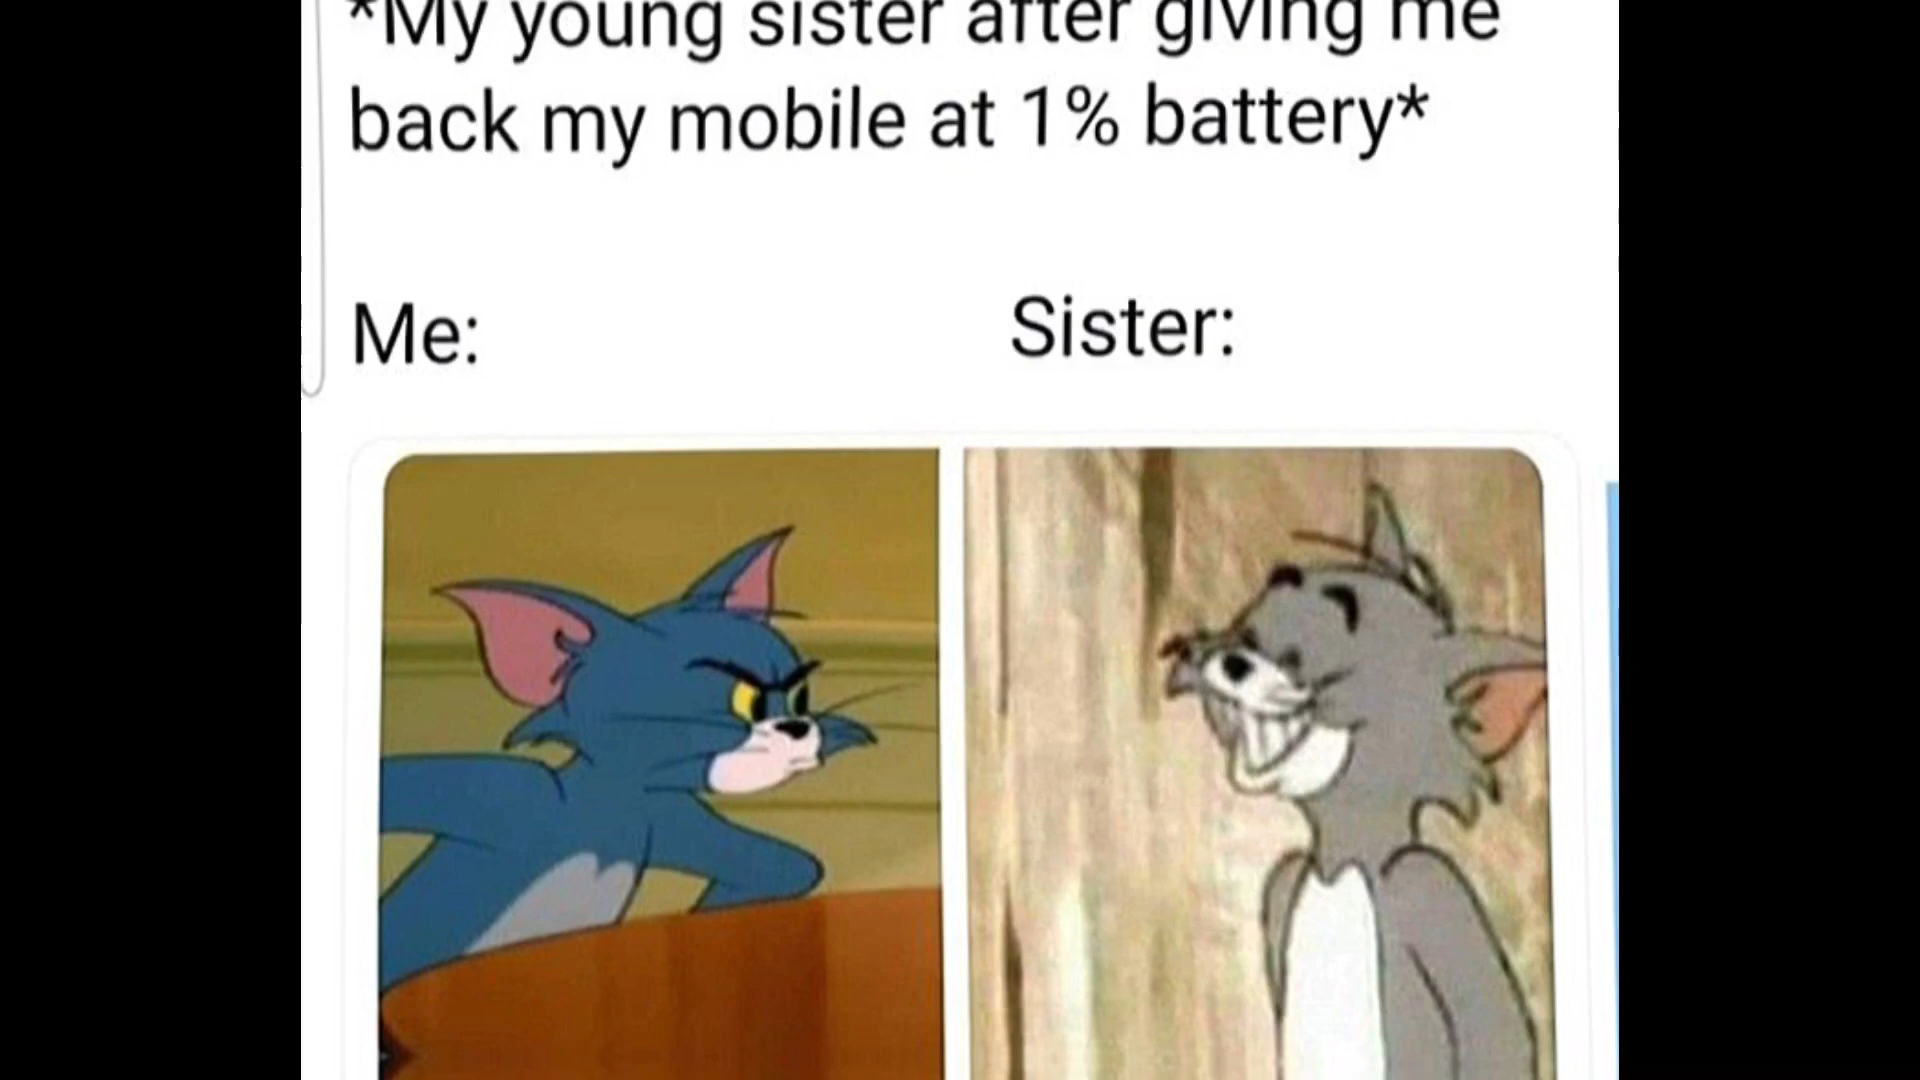 *My young sister after giving me
back my mobile at 1% battery*
Me:
Sister: